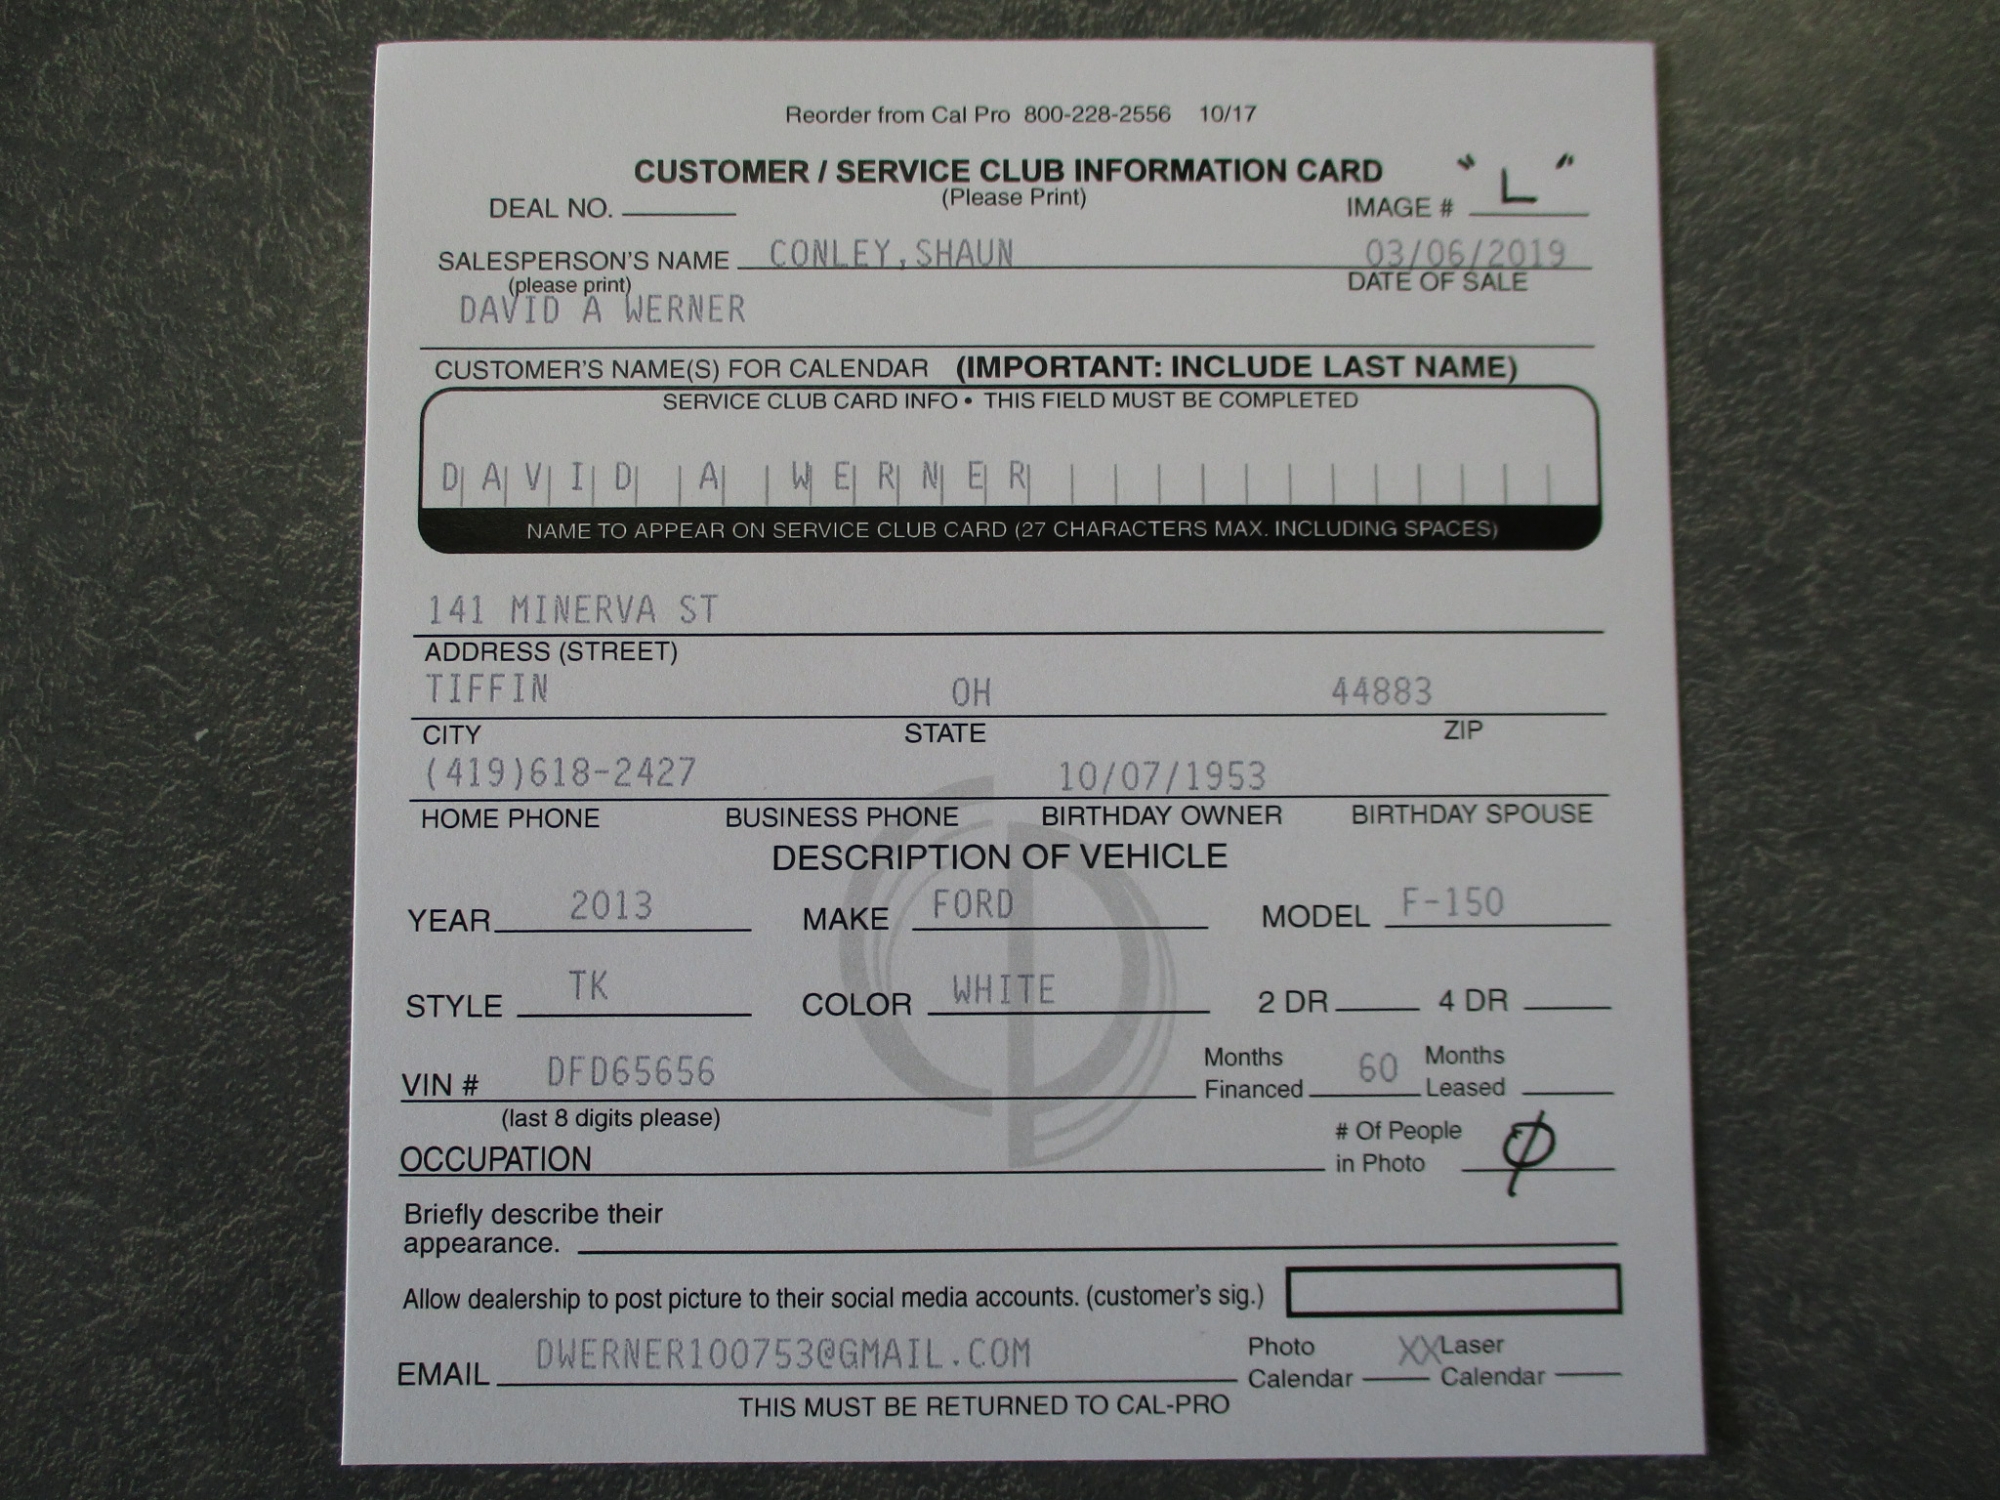 Reorder from Cal Pro 800-228-2556 10/17
CUSTOMER / SERVICE CLUB INFORMATION CARD
(Please Print)
DEAL NO. IMAGE # "L"
SALESPERSON'S NAME CONLEY,SHAUN 03/06/2019
(please print) DATE OF SALE
DAVID A WERNER
CUSTOMER'S NAME(S) FOR CALENDAR (IMPORTANT: INCLUDE LAST NAME)
SERVICE CLUB CARD INFO • THIS FIELD MUST BE COMPLETED
DAVID A WERNER
NAME TO APPEAR ON SERVICE CLUB CARD (27 CHARACTERS MAX. INCLUDING SPACES)
141 MINERVA ST
ADDRESS (STREET)
TIFFIN OH 44883
CITY STATE ZIP
(419)618-2427 10/07/1953
HOME PHONE BUSINESS PHONE BIRTHDAY OWNER BIRTHDAY SPOUSE
DESCRIPTION OF VEHICLE
YEAR 2013 MAKE FORD MODEL F-150
STYLE TK COLOR WHITE 2 DR 4 DR
VIN # DFD65656 Months Financed 60 Months Leased
(last 8 digits please)
OCCUPATION # Of People in Photo Ø
Briefly describe their
appearance.
Allow dealership to post picture to their social media accounts. (customer's sig.)
EMAIL DWERNER100753@GMAIL.COM Photo Calendar XX Laser Calendar
THIS MUST BE RETURNED TO CAL-PRO